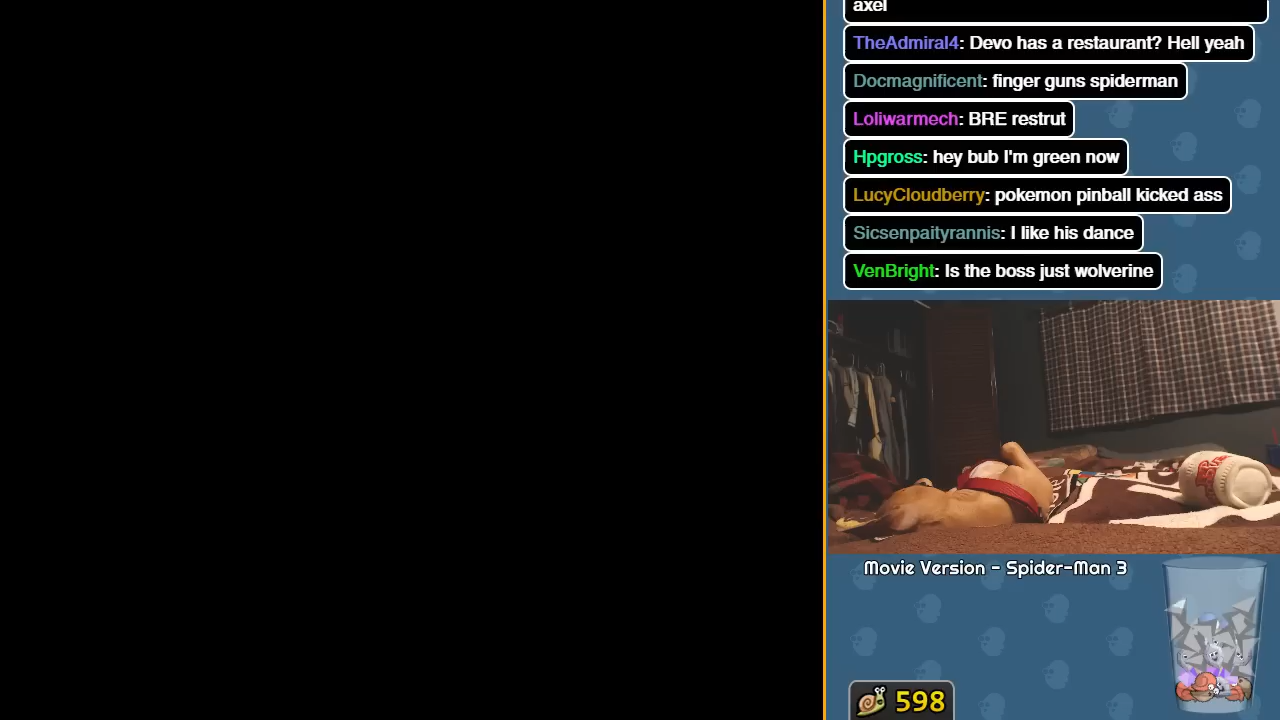 axel
TheAdmiral4: Devo has a restaurant? Hell yeah
Docmagnificent: finger guns spiderman
Loliwarmech: BRE restrut
Hpgross: hey bub I'm green now
LucyCloudberry: pokemon pinball kicked ass
Sicsenpaityrannis: I like his dance
VenBright: Is the boss just wolverine
Movie Version - Spider-Man 3
598